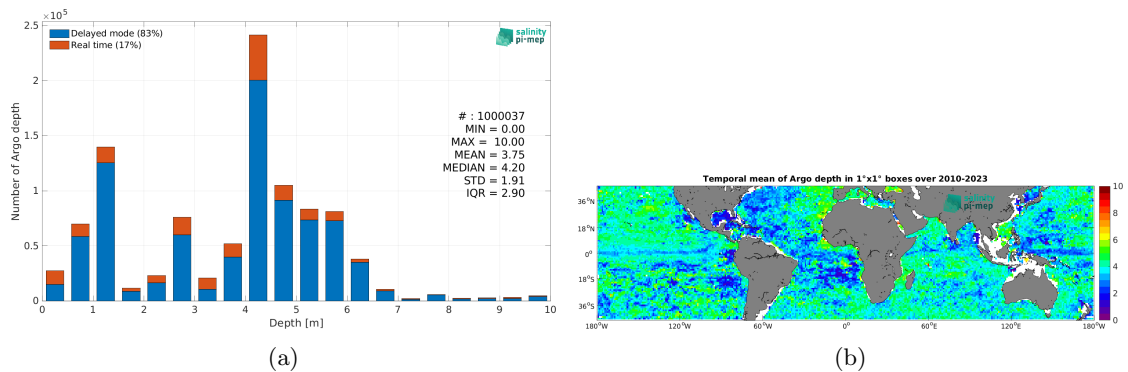 ×10⁵
2.5
2
1.5
1
0.5
0
Number of Argo depth
Delayed mode (83%)
Real time (17%)
salinity
pi-mep
# : 1000037
MIN = 0.00
MAX = 10.00
MEAN = 3.75
MEDIAN = 4.20
STD = 1.91
IQR = 2.90
0 1 2 3 4 5 6 7 8 9 10
Depth [m]
(a)
Temporal mean of Argo depth in 1°x1° boxes over 2010-2023
salinity
pi-mep
36°N
18°N
0°
18°S
36°S
180°W 120°W 60°W 0° 60°E 120°E 180°W
10
8
6
4
2
0
(b)